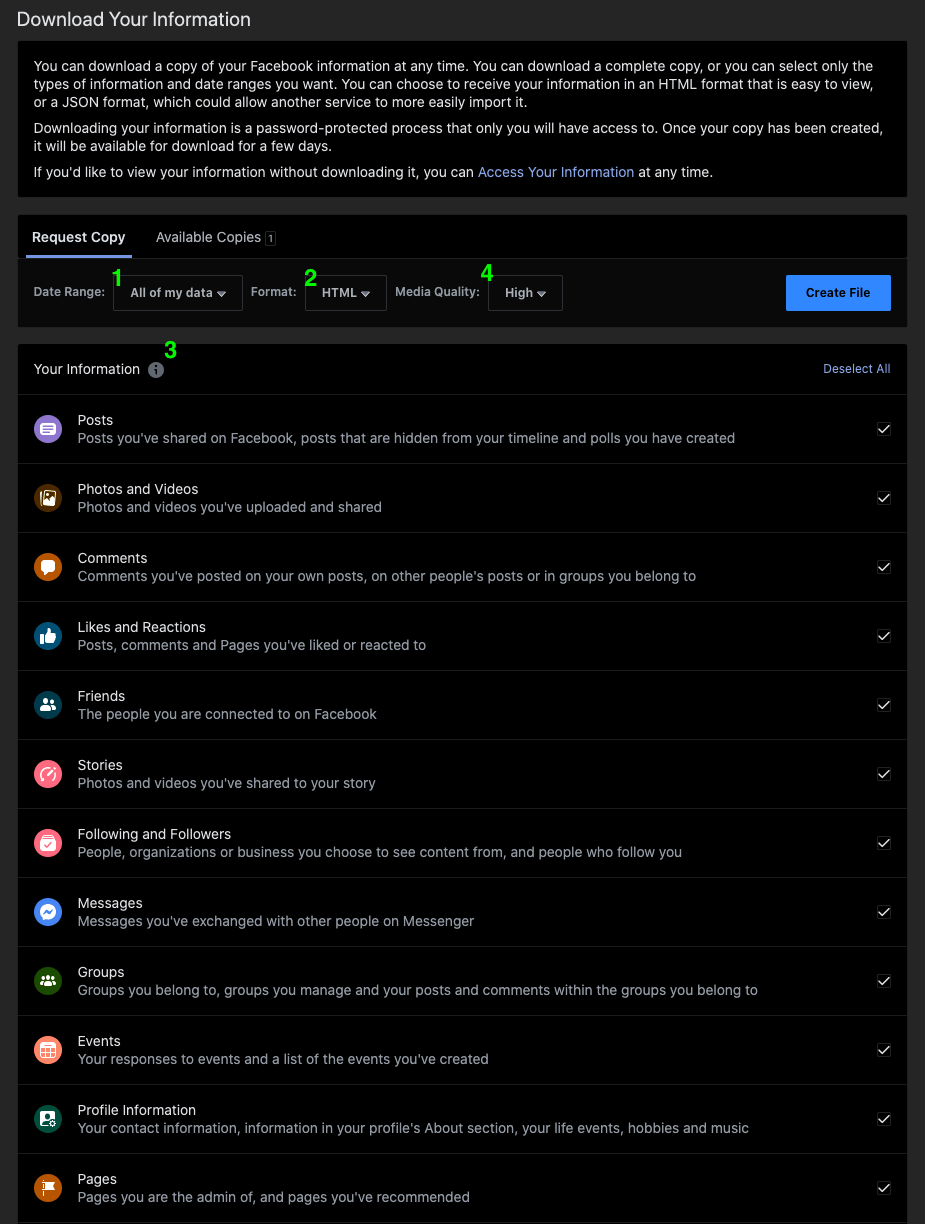 Download Your Information
You can download a copy of your Facebook information at any time. You can download a complete copy, or you can select only the
types of information and date ranges you want. You can choose to receive your information in an HTML format that is easy to view,
or a JSON format, which could allow another service to more easily import it.
Downloading your information is a password-protected process that only you will have access to. Once your copy has been created,
it will be available for download for a few days.
If you'd like to view your information without downloading it, you can Access Your Information at any time.
Request Copy Available Copies 1
1 2 4
Date Range: All of my data Format: HTML Media Quality: High Create File
3
Your Information Deselect All
Posts
Posts you've shared on Facebook, posts that are hidden from your timeline and polls you have created
Photos and Videos
Photos and videos you've uploaded and shared
Comments
Comments you've posted on your own posts, on other people's posts or in groups you belong to
Likes and Reactions
Posts, comments and Pages you've liked or reacted to
Friends
The people you are connected to on Facebook
Stories
Photos and videos you've shared to your story
Following and Followers
People, organizations or business you choose to see content from, and people who follow you
Messages
Messages you've exchanged with other people on Messenger
Groups
Groups you belong to, groups you manage and your posts and comments within the groups you belong to
Events
Your responses to events and a list of the events you've created
Profile Information
Your contact information, information in your profile's About section, your life events, hobbies and music
Pages
Pages you are the admin of, and pages you've recommended